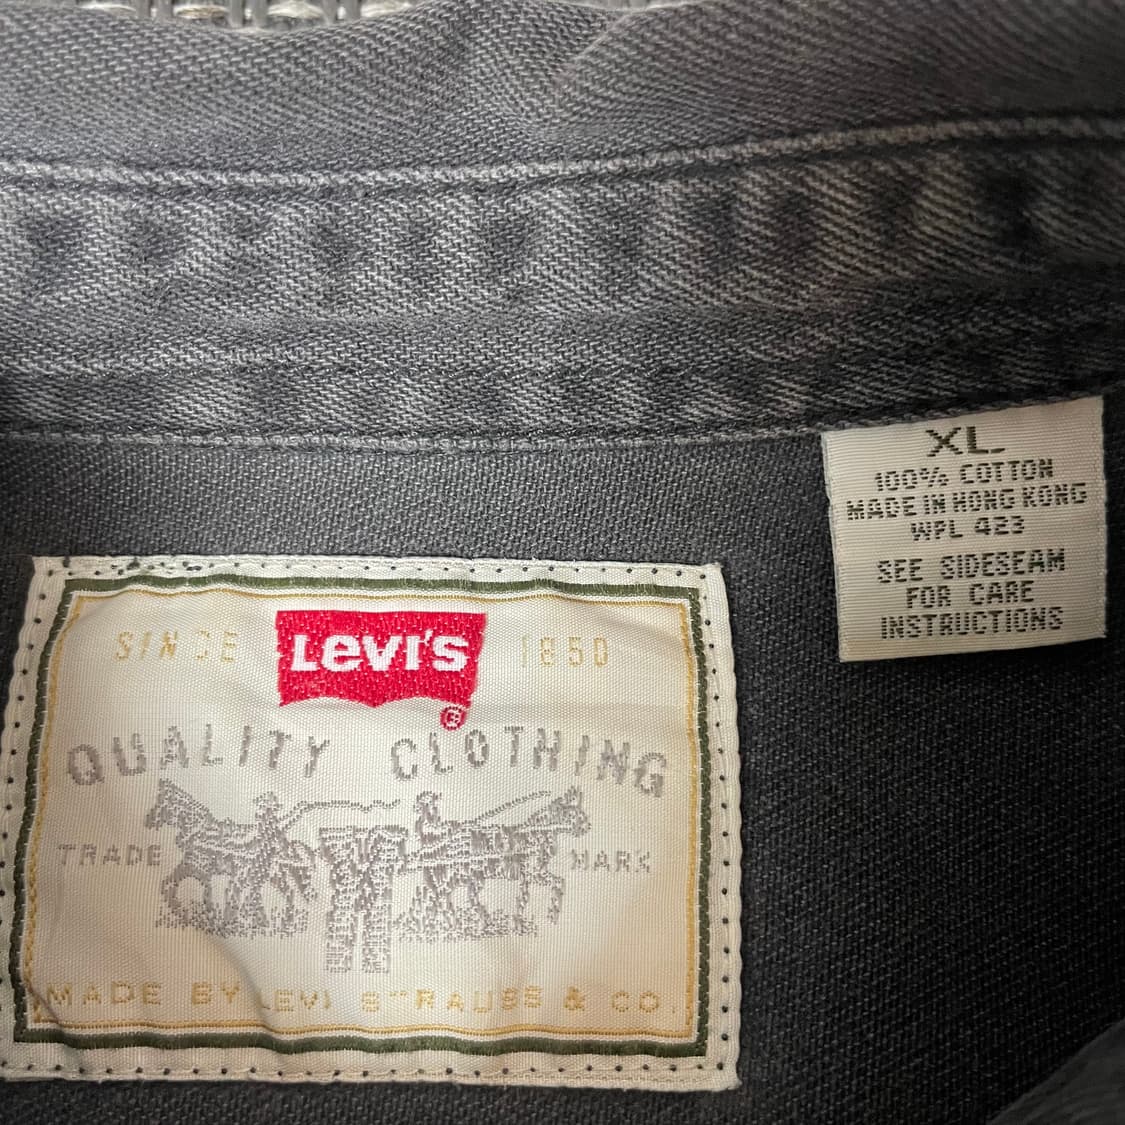 XL
100% COTTON
MADE IN HONG KONG
WPL 423
SEE SIDESEAM
FOR CARE
INSTRUCTIONS
SINCE LEVI'S 1850
®
QUALITY CLOTHING
TRADE MARK
MADE BY LEVI STRAUSS & CO.